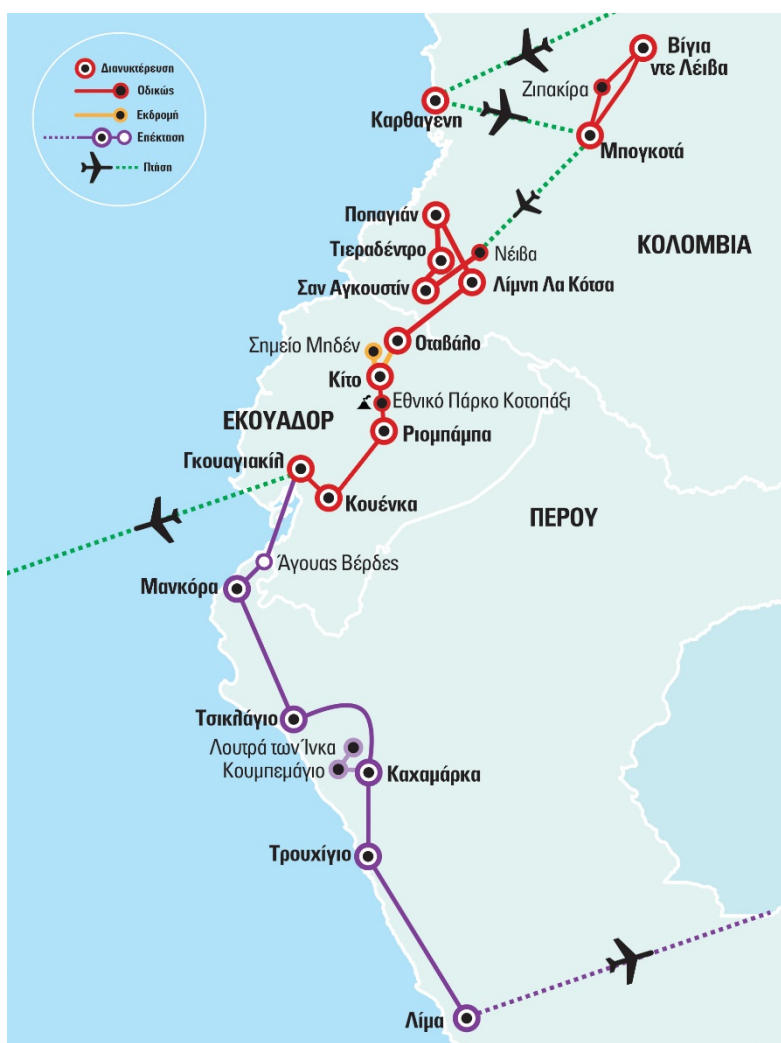 Διανυκτέρευση
Οδικώς
Εκδρομή
Επέκταση
Πτήση
Βίγια
ντε Λέιβα
Ζιπακίρα
Καρθαγένη
Μπογκοτά
Ποπαγιάν
ΚΟΛΟΜΒΙΑ
Τιεραδέντρο
Νέιβα
Σαν Αγκουστίν
Λίμνη Λα Κότσα
Οταβάλο
Σημείο Μηδέν
Κίτο
Εθνικό Πάρκο Κοτοπάξι
ΕΚΟΥΑΔΟΡ
Ριομπάμπα
Γκουαγιακίλ
Κουένκα
ΠΕΡΟΥ
Άγουας Βέρδες
Μανκόρα
Τσικλάγιο
Λουτρά των Ίνκα
Κουμπεμάγιο
Καχαμάρκα
Τρουχίγιο
Λίμα